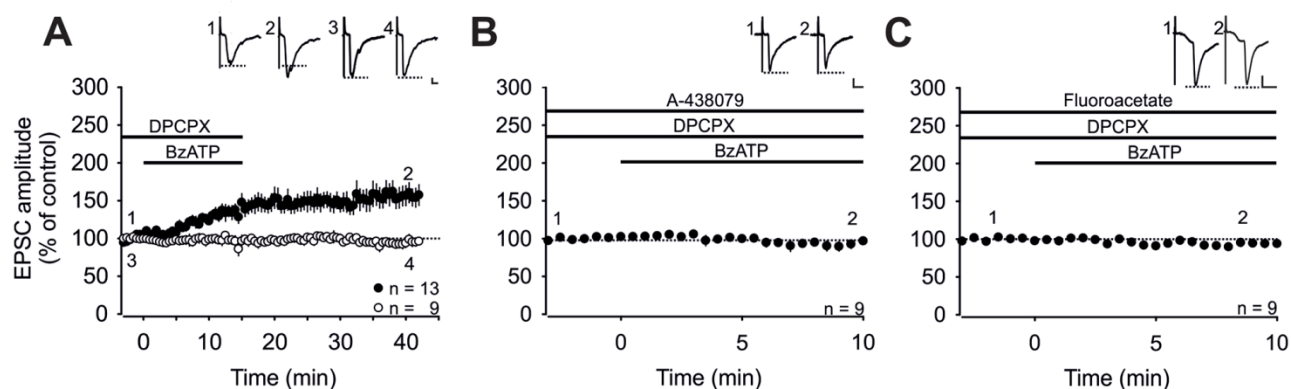 A
1 2 3 4
300
250
200
150
100
50
0
EPSC amplitude
(% of control)
DPCPX
BzATP
1
2
3
4
n = 13
n = 9
0 10 20 30 40
Time (min)
B
1 2
300
250
200
150
100
50
0
A-438079
DPCPX
BzATP
1 2
n = 9
0 5 10
Time (min)
C
1 2
300
250
200
150
100
50
0
Fluoroacetate
DPCPX
BzATP
1 2
n = 9
0 5 10
Time (min)